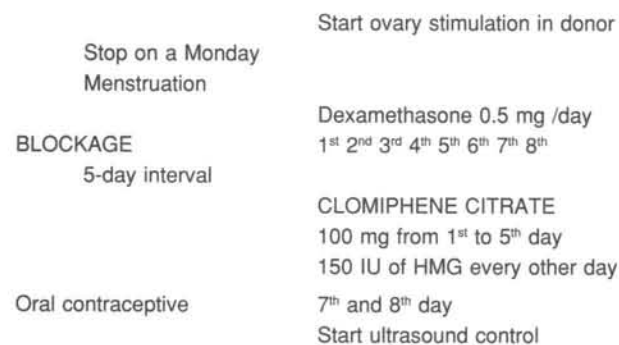 Start ovary stimulation in donor
Stop on a Monday
Menstruation
Dexamethasone 0.5 mg /day
BLOCKAGE
1st 2nd 3rd 4th 5th 6th 7th 8th
5-day interval
CLOMIPHENE CITRATE
100 mg from 1st to 5th day
150 IU of HMG every other day
Oral contraceptive
7th and 8th day
Start ultrasound control